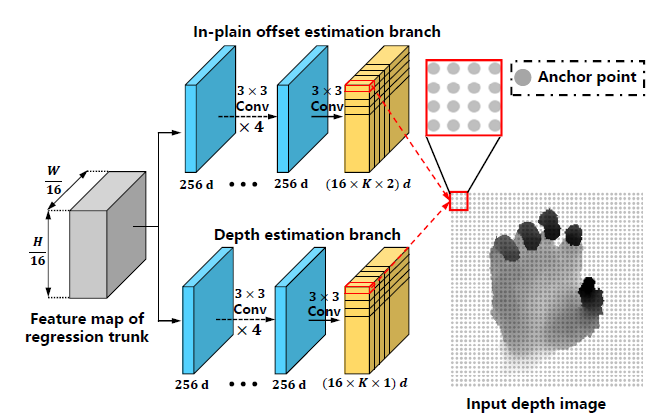 In-plain offset estimation branch
3 × 3
Conv
× 4
3 × 3
Conv
256 d
• • •
256 d
(16 × K × 2) d
Anchor point
W
16
H
16
Feature map of
regression trunk
Depth estimation branch
3 × 3
Conv
× 4
3 × 3
Conv
256 d
• • •
256 d
(16 × K × 1) d
Input depth image